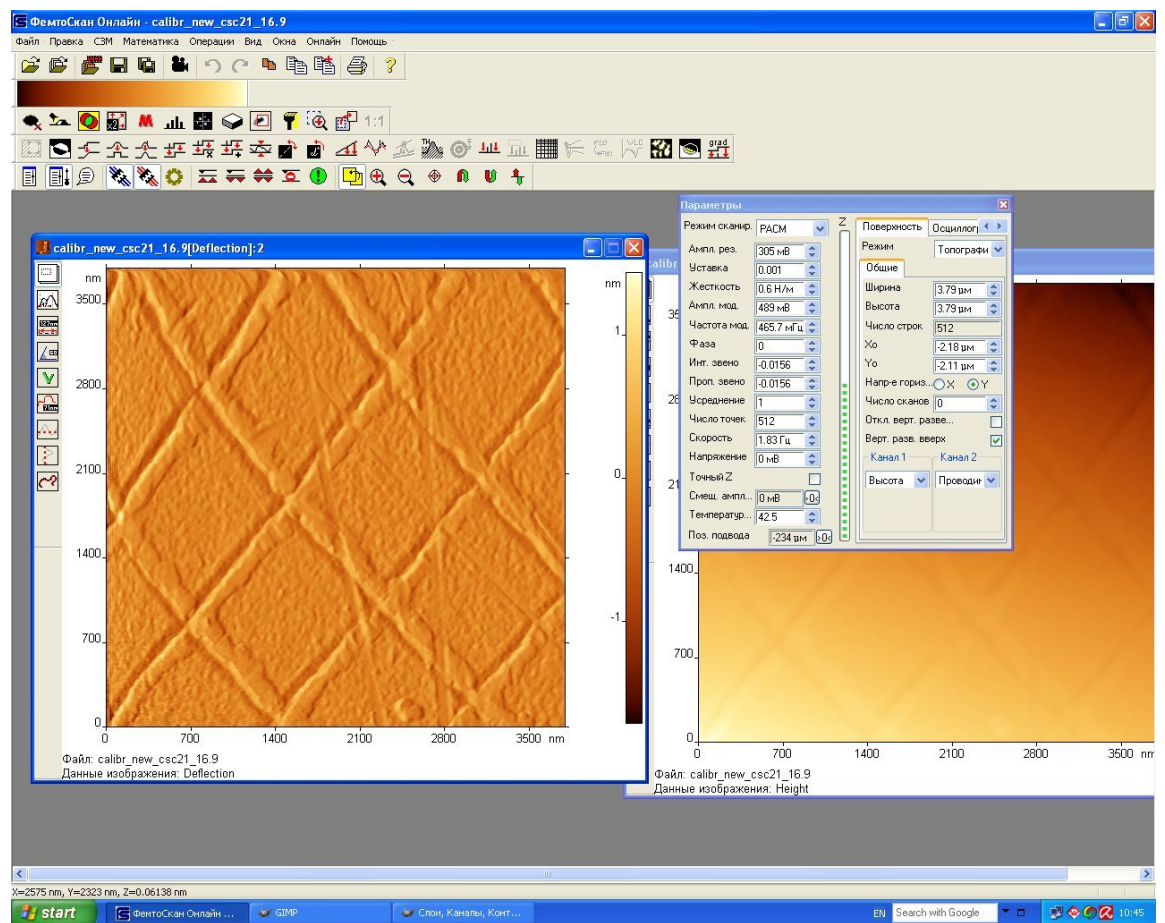 ФемтоСкан Онлайн - calibr_new_csc21_16.9
Файл Правка СЗМ Математика Операции Вид Окна Онлайн Помощь
1:1
grad
calibr_new_csc21_16.9[Deflection]:2
nm
3500
2800
2100
1400
700
0
0 700 1400 2100 2800 3500 nm
nm
1
0
-1
Файл: calibr_new_csc21_16.9
Данные изображения: Deflection
Параметры
Режим сканир. РАСМ
Ампл. рез. 305 мВ
Уставка 0.001
Жесткость 0.6 Н/м
Ампл. мод. 489 мВ
Частота мод. 465.7 мГц
Фаза 0
Инт. звено -0.0156
Проп. звено -0.0156
Усреднение 1
Число точек 512
Скорость 1.83 Гц
Напряжение 0 мВ
Точный Z
Смещ. ампл... 0 мВ >0<
Температур... 42.5
Поз. подвода -234 µм >0<
Z
Поверхность Осциллогр
Режим Топографи
Общие
Ширина 3.79 µм
Высота 3.79 µм
Число строк 512
Xo -2.18 µм
Yo -2.11 µм
Напр-е гориз... X Y
Число сканов 0
Откл. верт. разве...
Верт. разв. вверх
Канал 1 Канал 2
Высота Проводи
1400
700
0
0 700 1400 2100 2800 3500 nm
Файл: calibr_new_csc21_16.9
Данные изображения: Height
X=2575 nm, Y=2323 nm, Z=0.06138 nm
start ФемтоСкан Онлайн ... GIMP Слои, Каналы, Конт... EN Search with Google 10:45